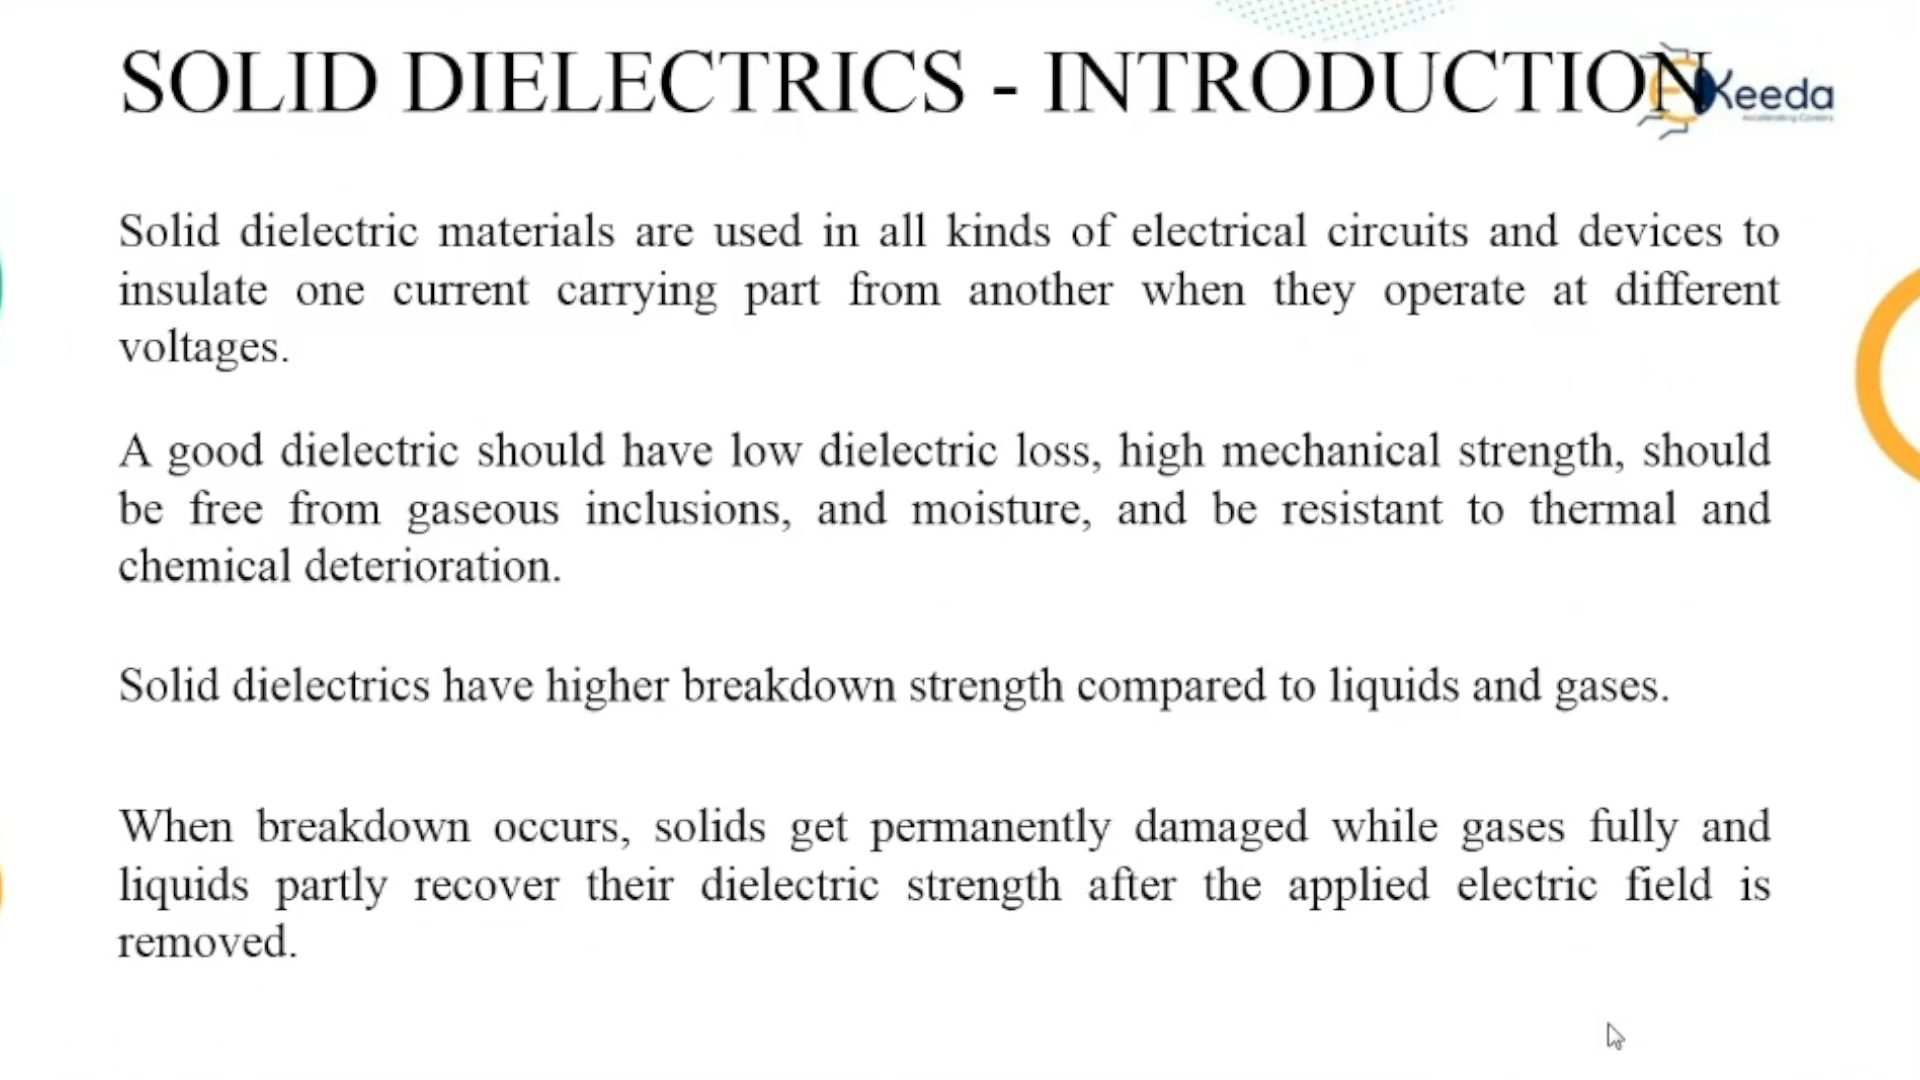 SOLID DIELECTRICS - INTRODUCTION
Keeda
Solid dielectric materials are used in all kinds of electrical circuits and devices to
insulate one current carrying part from another when they operate at different
voltages.
A good dielectric should have low dielectric loss, high mechanical strength, should
be free from gaseous inclusions, and moisture, and be resistant to thermal and
chemical deterioration.
Solid dielectrics have higher breakdown strength compared to liquids and gases.
When breakdown occurs, solids get permanently damaged while gases fully and
liquids partly recover their dielectric strength after the applied electric field is
removed.